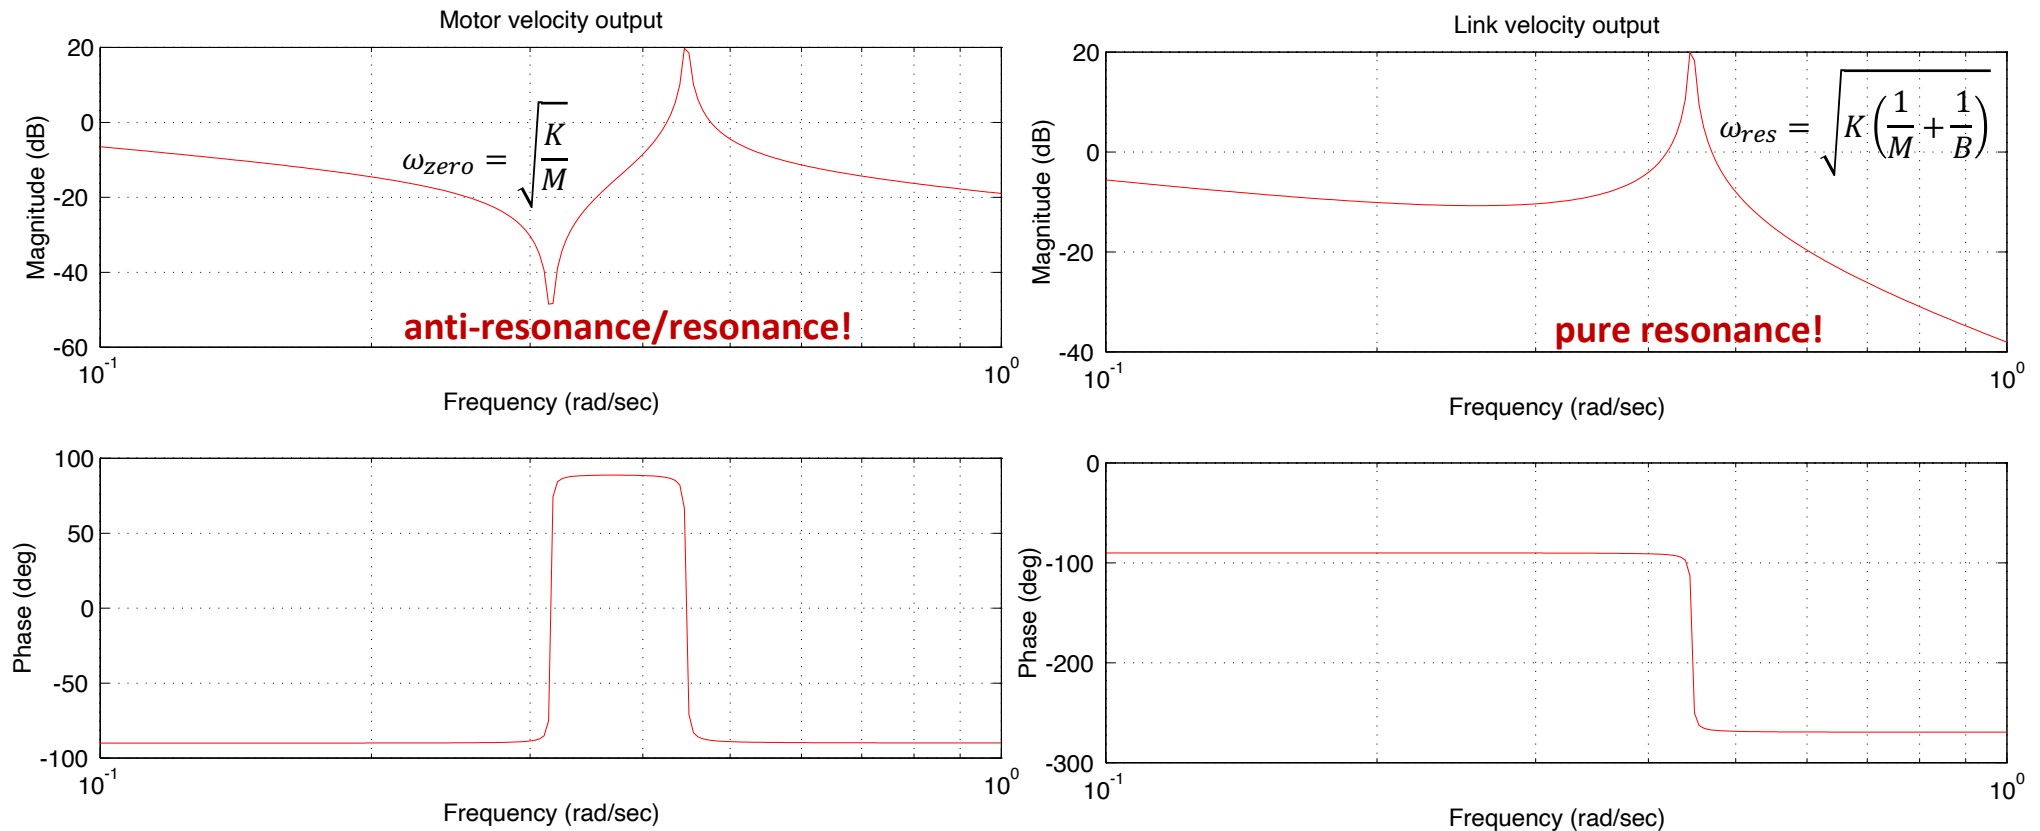 Motor velocity output
20
0
-20
-40
-60
Magnitude (dB)
ω_zero = √(K/M)
anti-resonance/resonance!
10^-1
10^0
Frequency (rad/sec)
Link velocity output
20
0
-20
-40
Magnitude (dB)
ω_res = √(K(1/M + 1/B))
pure resonance!
10^-1
10^0
Frequency (rad/sec)
100
50
0
-50
-100
Phase (deg)
10^-1
10^0
Frequency (rad/sec)
0
-100
-200
-300
Phase (deg)
10^-1
10^0
Frequency (rad/sec)